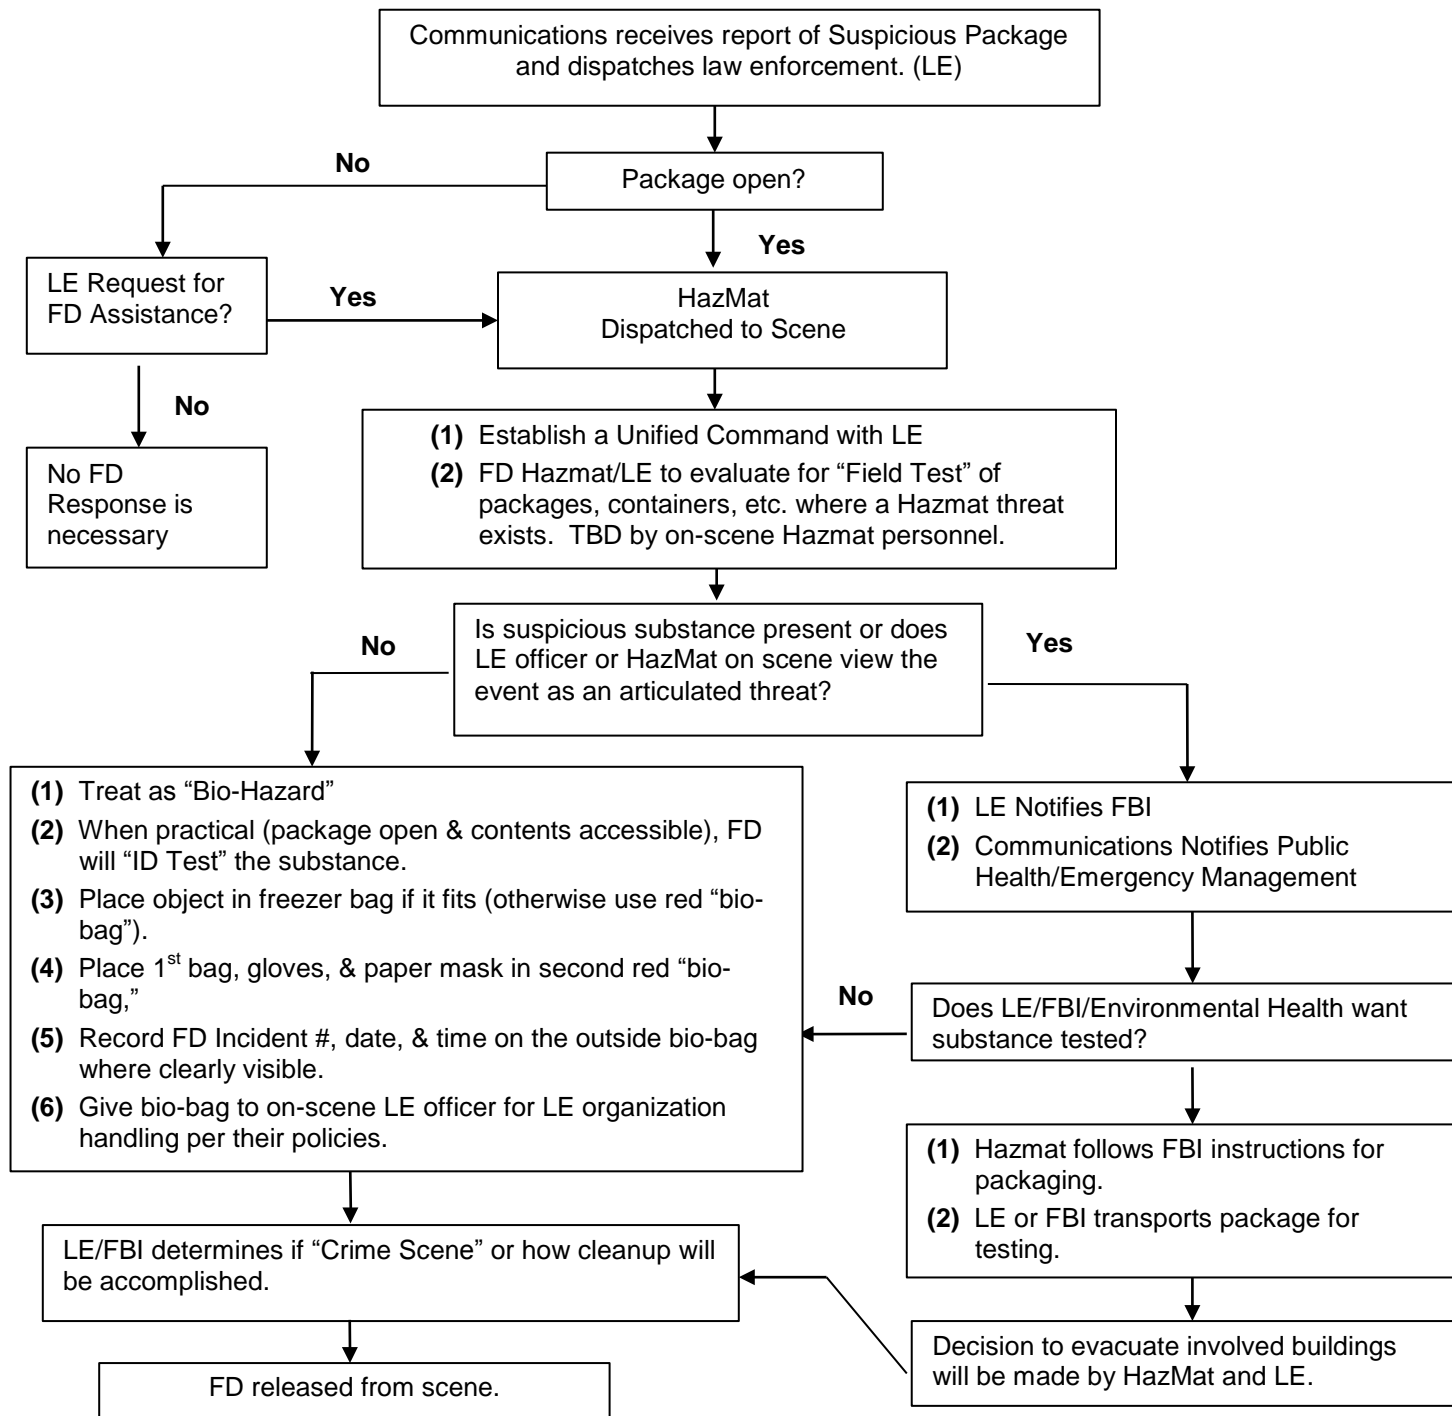 Communications receives report of Suspicious Package
and dispatches law enforcement. (LE)
No
Package open?
Yes
LE Request for
FD Assistance?
Yes
HazMat
Dispatched to Scene
No
No FD
Response is
necessary
(1) Establish a Unified Command with LE
(2) FD Hazmat/LE to evaluate for “Field Test” of
packages, containers, etc. where a Hazmat threat
exists.  TBD by on-scene Hazmat personnel.
No
Is suspicious substance present or does
LE officer or HazMat on scene view the
event as an articulated threat?
Yes
(1) Treat as “Bio-Hazard”
(2) When practical (package open & contents accessible), FD
will “ID Test” the substance.
(3) Place object in freezer bag if it fits (otherwise use red “bio-
bag”).
(4) Place 1st bag, gloves, & paper mask in second red “bio-
bag,”
(5) Record FD Incident #, date, & time on the outside bio-bag
where clearly visible.
(6) Give bio-bag to on-scene LE officer for LE organization
handling per their policies.
(1) LE Notifies FBI
(2) Communications Notifies Public
Health/Emergency Management
No
Does LE/FBI/Environmental Health want
substance tested?
(1) Hazmat follows FBI instructions for
packaging.
(2) LE or FBI transports package for
testing.
LE/FBI determines if “Crime Scene” or how cleanup will
be accomplished.
Decision to evacuate involved buildings
will be made by HazMat and LE.
FD released from scene.